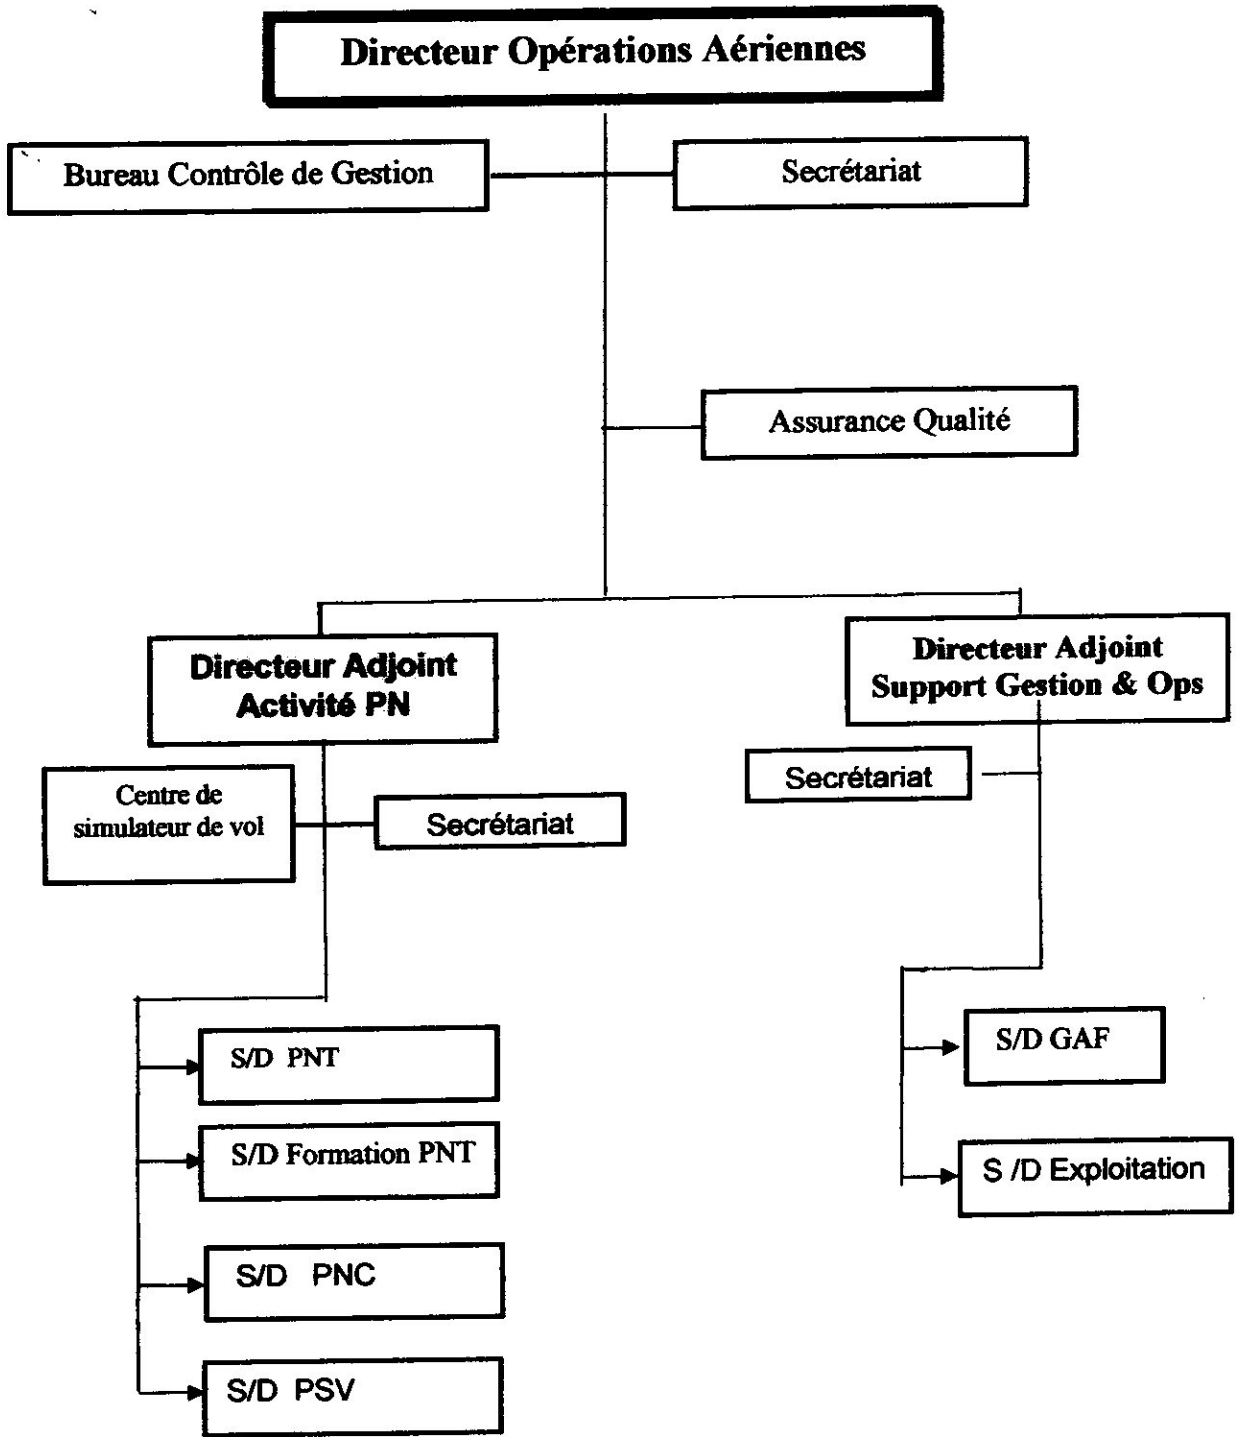 Directeur Opérations Aériennes
Bureau Contrôle de Gestion
Secrétariat
Assurance Qualité
Directeur Adjoint
Activité PN
Directeur Adjoint
Support Gestion & Ops
Centre de
simulateur de vol
Secrétariat
Secrétariat
S/D PNT
S/D Formation PNT
S/D PNC
S/D PSV
S/D GAF
S /D Exploitation